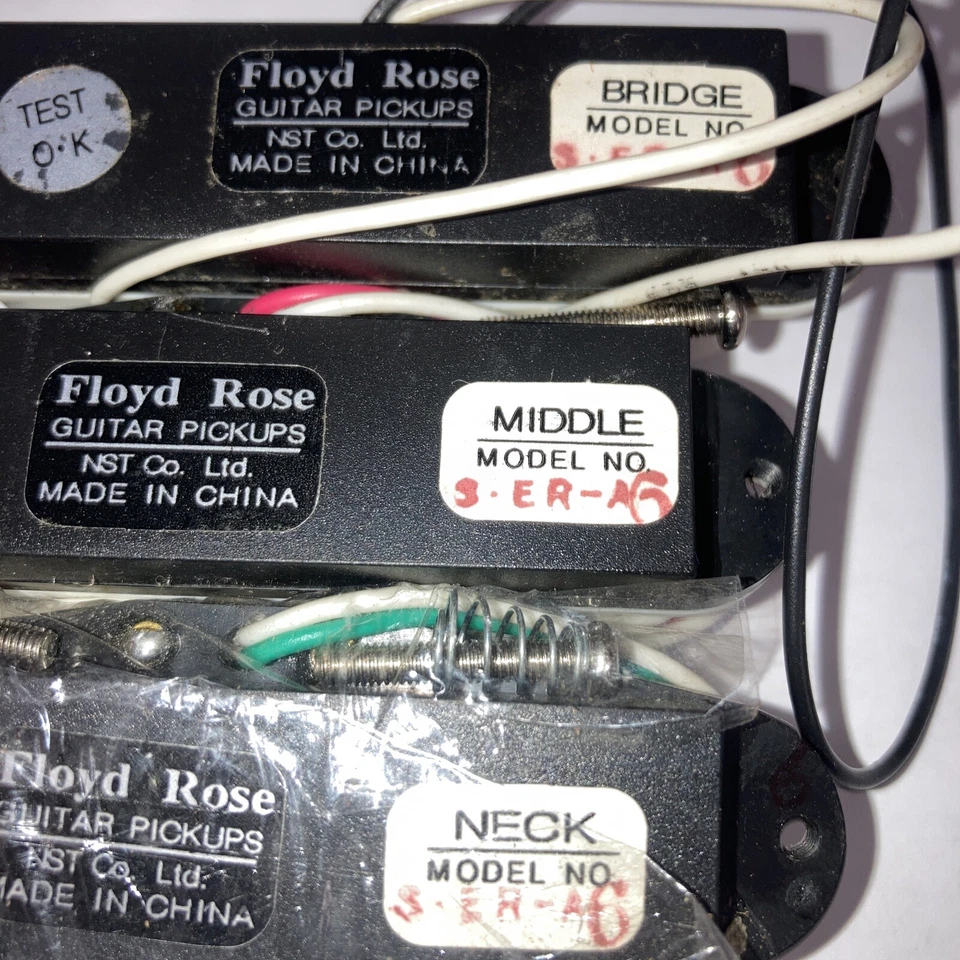 TEST
O·K
Floyd Rose
GUITAR PICKUPS
NST Co. Ltd.
MADE IN CHINA
BRIDGE
MODEL NO
Floyd Rose
GUITAR PICKUPS
NST Co. Ltd.
MADE IN CHINA
MIDDLE
MODEL NO.
S·ER-A6
Floyd Rose
GUITAR PICKUPS
NST Co. Ltd.
MADE IN CHINA
NECK
MODEL NO.
S·ER-A6